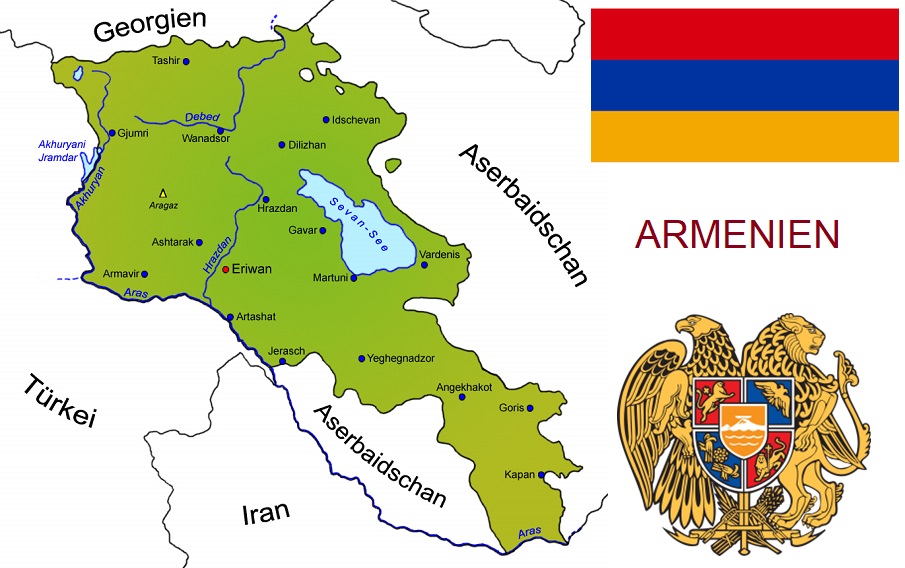 Georgien
Tashir
Debed
Idschevan
Gjumri
Wanadsor
Dilizhan
Akhuryani
Jramdar
Akhuryan
Aragaz
Hrazdan
Sevan-See
Aserbaidschan
ARMENIEN
Gavar
Ashtarak
Hrazdan
Vardenis
Eriwan
Armavir
Martuni
Aras
Artashat
Jerasch
Yeghegnadzor
Türkei
Angekhakot
Goris
Aserbaidschan
Kapan
Iran
Aras